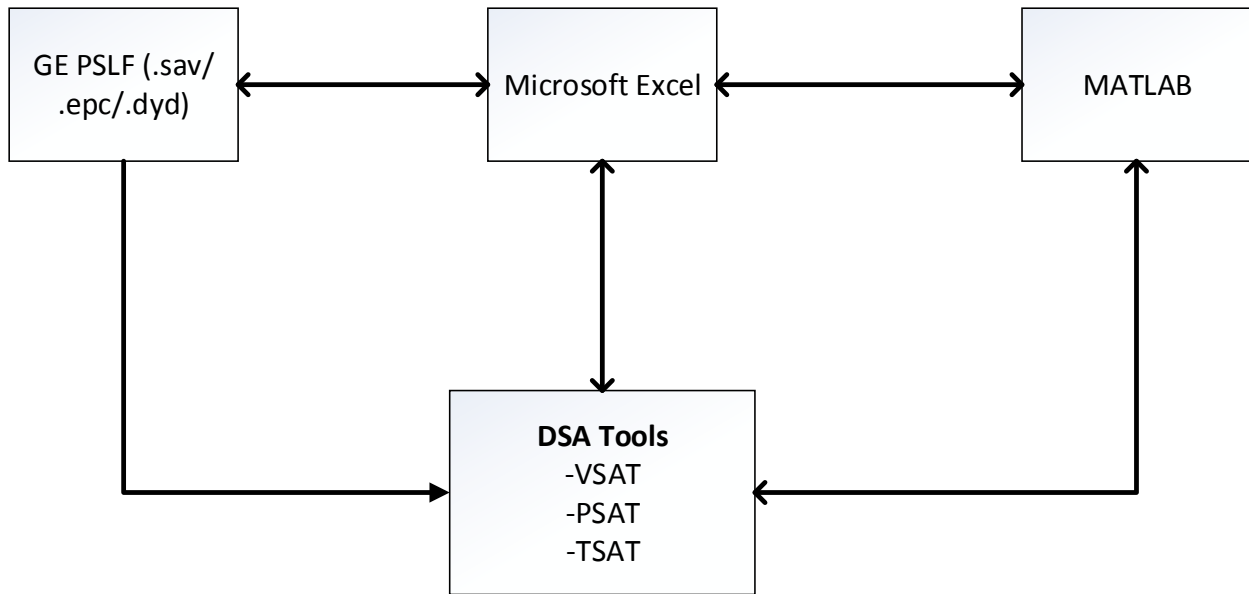 GE PSLF (.sav/
.epc/.dyd)
Microsoft Excel
MATLAB
DSA Tools
-VSAT
-PSAT
-TSAT